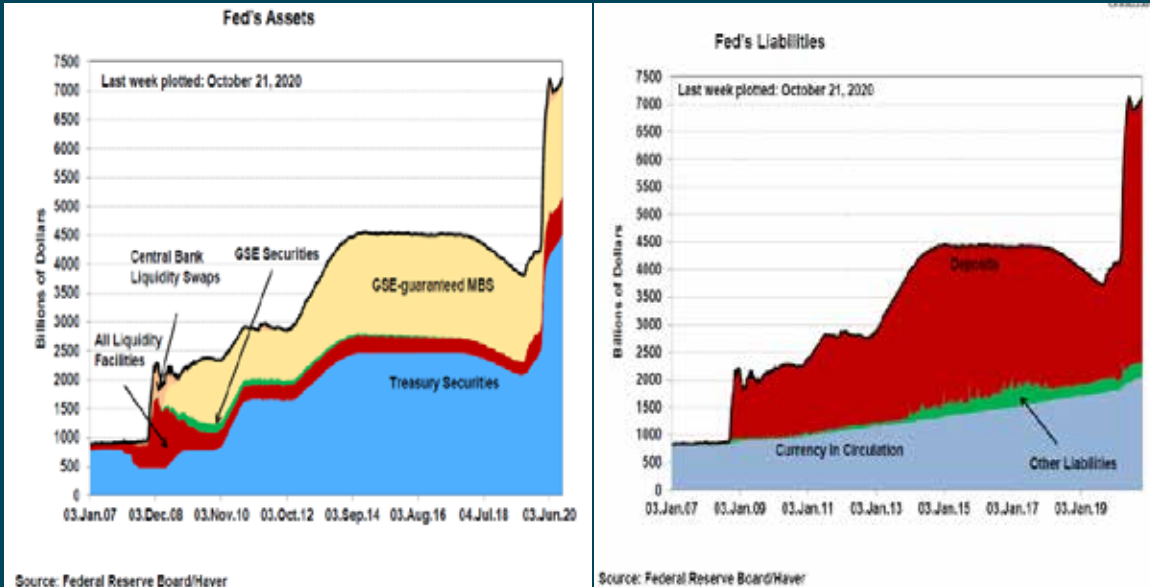 Fed's Assets
7500
7000
6500
6000
5500
5000
4500
4000
3500
3000
2500
2000
1500
1000
500
0
Billions of Dollars
Last week plotted: October 21, 2020
Central Bank
Liquidity Swaps
GSE Securities
GSE-guaranteed MBS
All Liquidity
Facilities
Treasury Securities
03.Jan.07 03.Dec.08 03.Nov.10 03.Oct.12 03.Sep.14 03.Aug.16 04.Jul.18 03.Jun.20
Source: Federal Reserve Board/Haver
Fed's Liabilities
7500
7000
6500
6000
5500
5000
4500
4000
3500
3000
2500
2000
1500
1000
500
0
Billions of Dollars
Last week plotted: October 21, 2020
Deposits
Currency in Circulation
Other Liabilities
03.Jan.07 03.Jan.09 03.Jan.11 03.Jan.13 03.Jan.15 03.Jan.17 03.Jan.19
Source: Federal Reserve Board/Haver